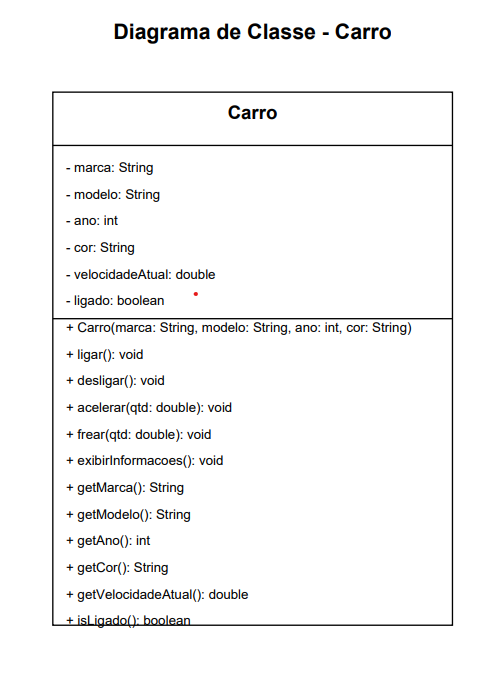 Diagrama de Classe - Carro
Carro
- marca: String
- modelo: String
- ano: int
- cor: String
- velocidadeAtual: double
- ligado: boolean
+ Carro(marca: String, modelo: String, ano: int, cor: String)
+ ligar(): void
+ desligar(): void
+ acelerar(qtd: double): void
+ frear(qtd: double): void
+ exibirInformacoes(): void
+ getMarca(): String
+ getModelo(): String
+ getAno(): int
+ getCor(): String
+ getVelocidadeAtual(): double
+ isLigado(): boolean